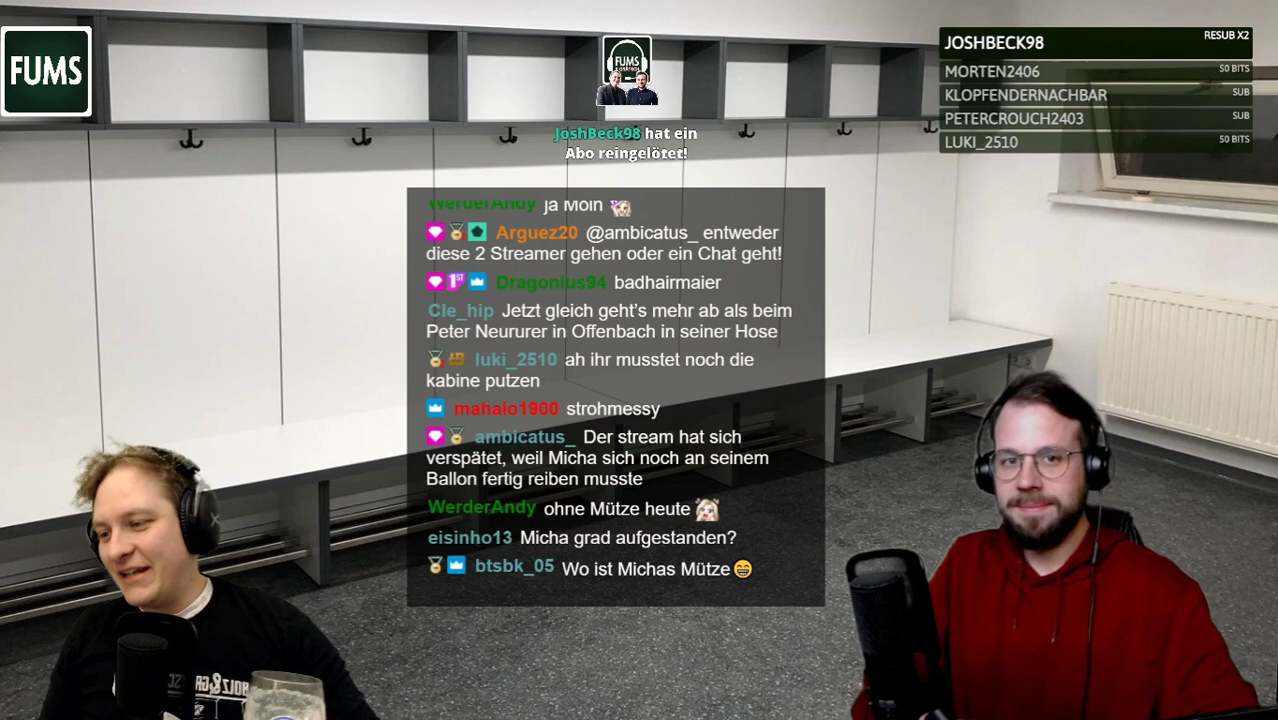 FUMS
FUMS
JOSHBECK98 RESUB X2
MORTEN2406 50 BITS
KLOPFENDERNACHBAR SUB
PETERCROUCH2403 SUB
LUKI_2510 50 BITS
JoshBeck98 hat ein
Abo reingelötet!
WerderAndy ja Moin
Arguez20 @ambicatus_ entweder
diese 2 Streamer gehen oder ein Chat geht!
1ST Dragonius94 badhairmaier
Cle_hip Jetzt gleich geht's mehr ab als beim
Peter Neururer in Offenbach in seiner Hose
luki_2510 ah ihr musstet noch die
kabine putzen
mahalo1900 strohmessy
ambicatus_ Der stream hat sich
verspätet, weil Micha sich noch an seinem
Ballon fertig reiben musste
WerderAndy ohne Mütze heute
eisinho13 Micha grad aufgestanden?
btsbk_05 Wo ist Michas Mütze